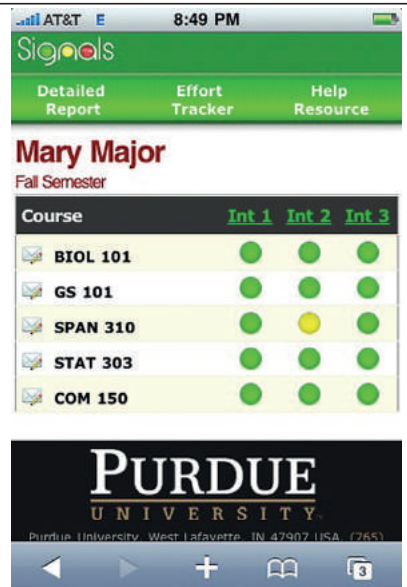 AT&T E 8:49 PM
Signals
Detailed Report Effort Tracker Help Resource
Mary Major
Fall Semester
Course Int 1 Int 2 Int 3
BIOL 101
GS 101
SPAN 310
STAT 303
COM 150
PURDUE
UNIVERSITY
Purdue University, West Lafayette, IN 47907 USA, (765)
3